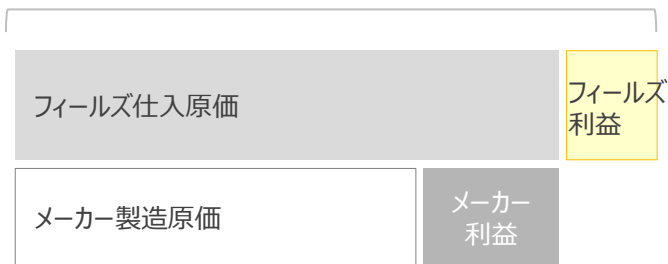 フィールズ仕入原価
フィールズ
利益
メーカー製造原価
メーカー
利益